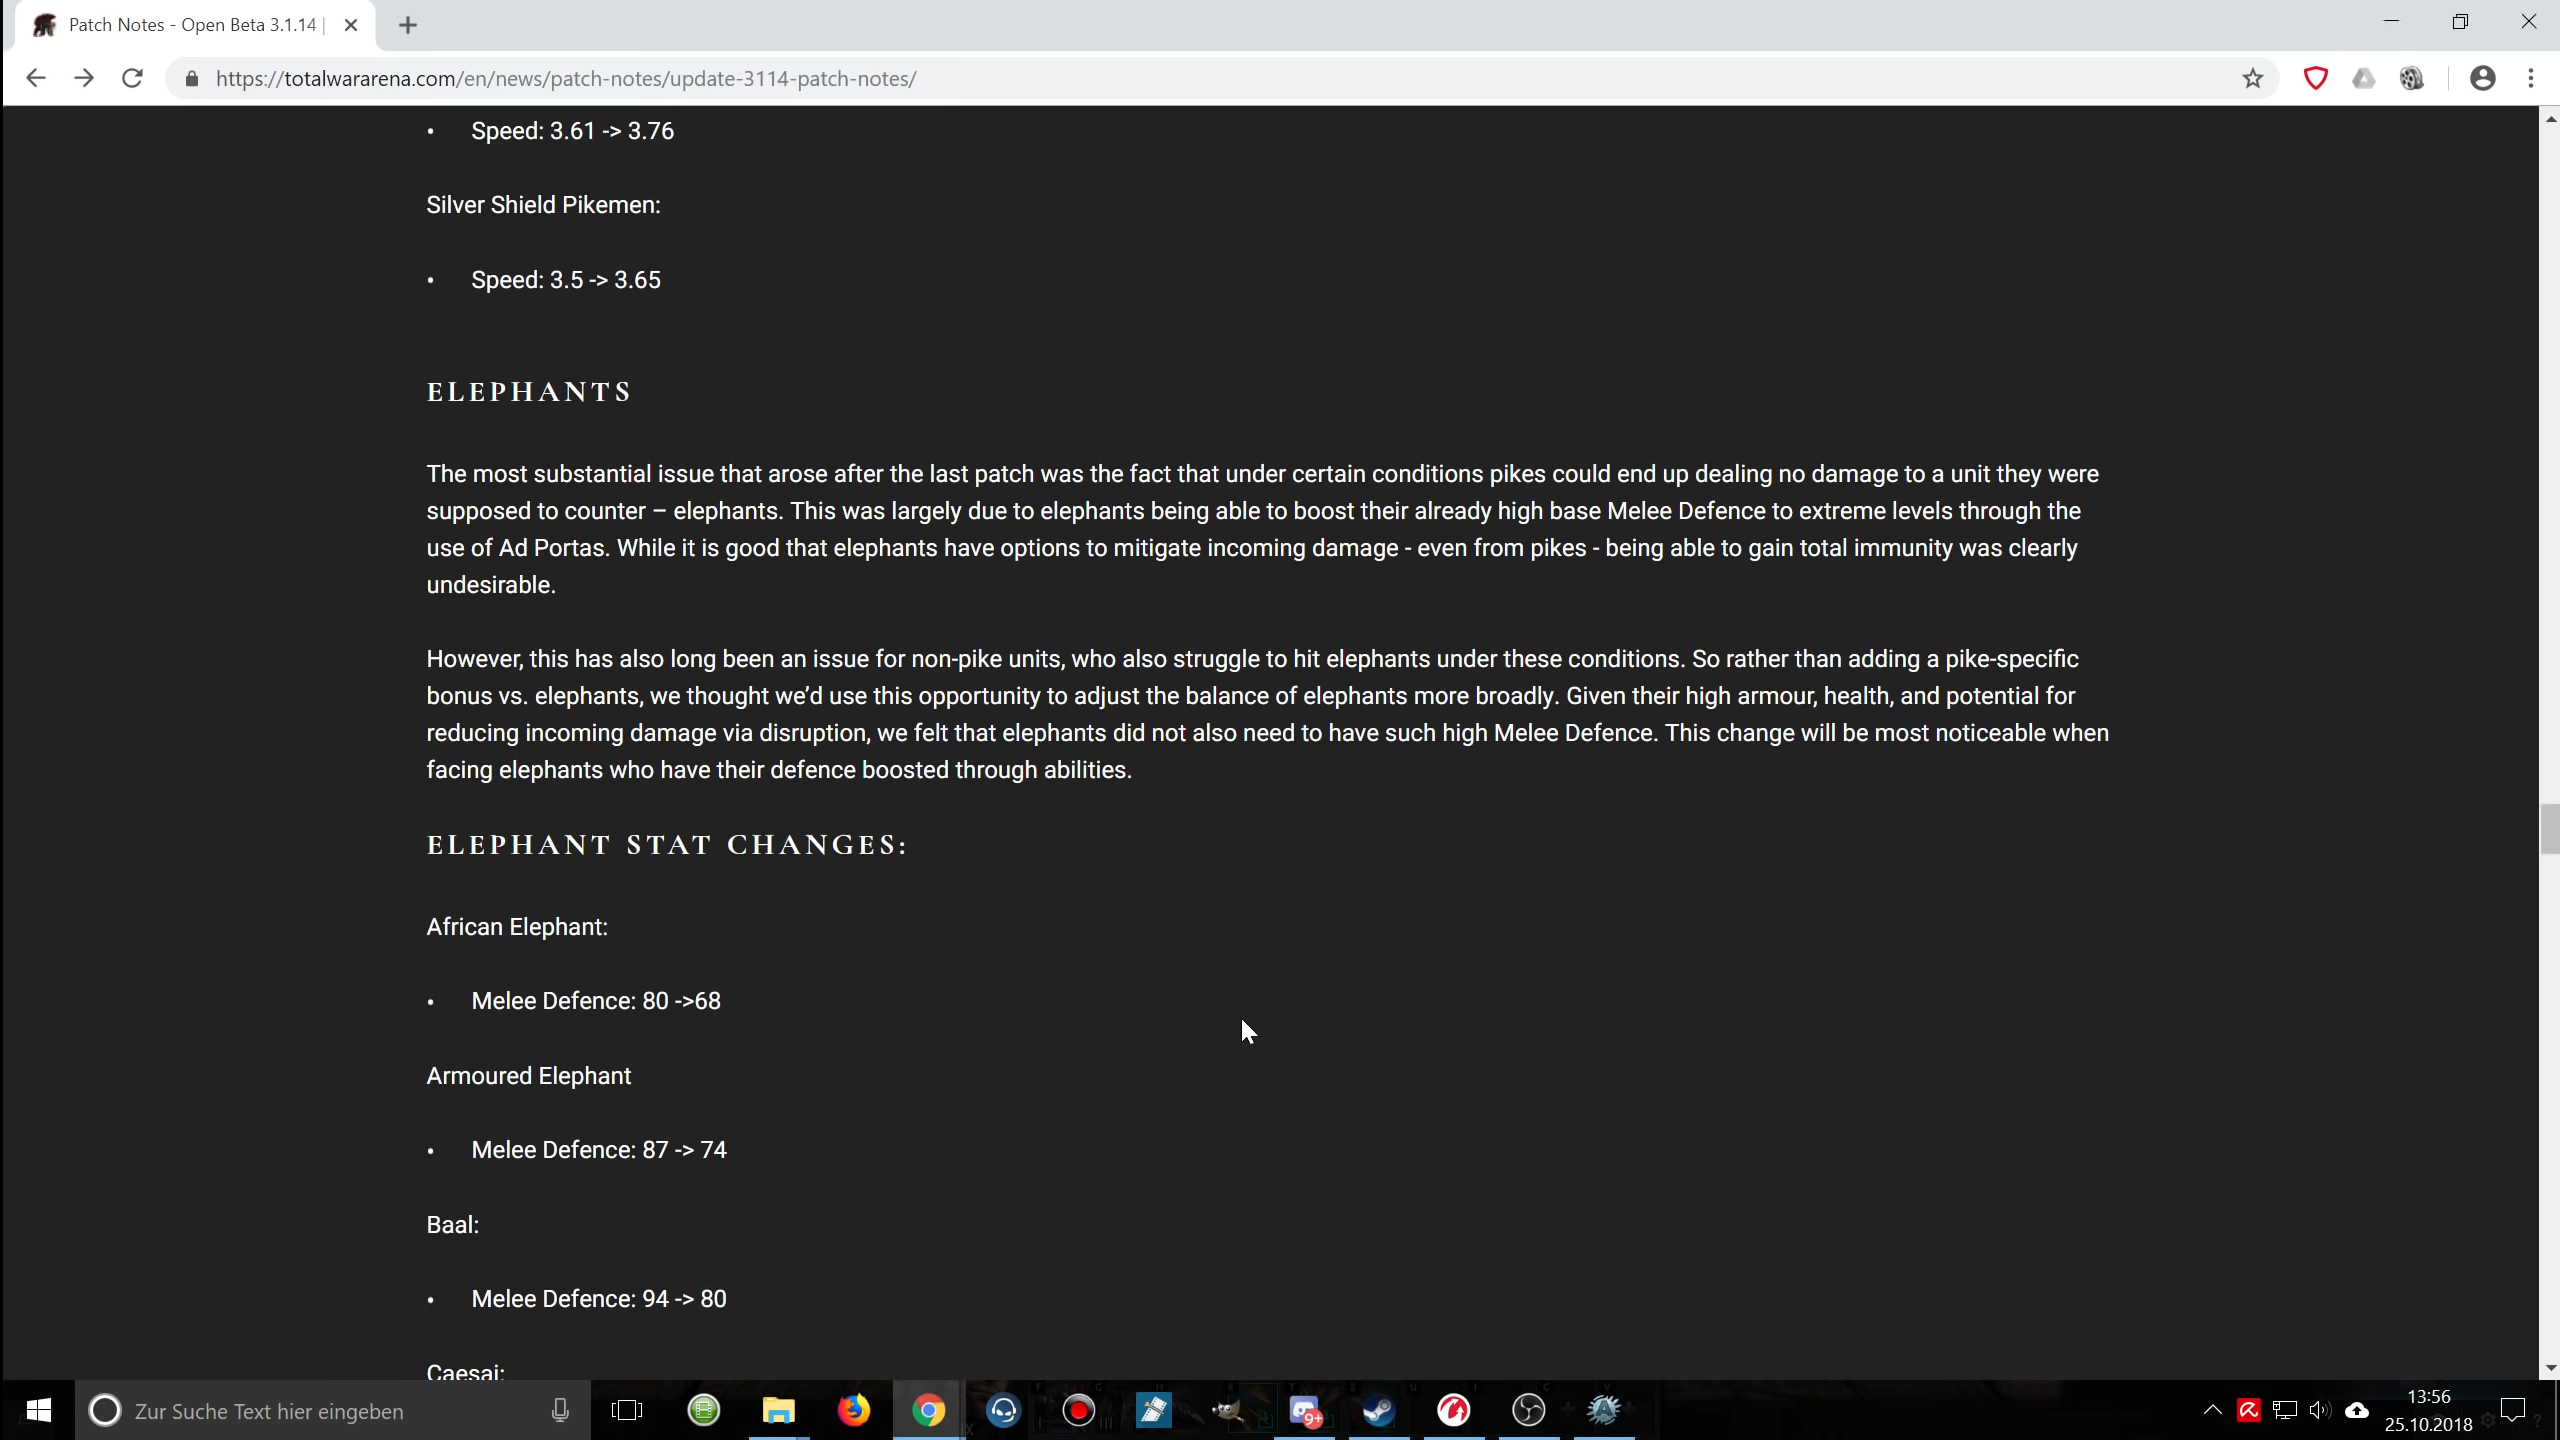 Patch Notes - Open Beta 3.1.14 |
https://totalwararena.com/en/news/patch-notes/update-3114-patch-notes/
• Speed: 3.61 -> 3.76
Silver Shield Pikemen:
• Speed: 3.5 -> 3.65
ELEPHANTS
The most substantial issue that arose after the last patch was the fact that under certain conditions pikes could end up dealing no damage to a unit they were
supposed to counter – elephants. This was largely due to elephants being able to boost their already high base Melee Defence to extreme levels through the
use of Ad Portas. While it is good that elephants have options to mitigate incoming damage - even from pikes - being able to gain total immunity was clearly
undesirable.
However, this has also long been an issue for non-pike units, who also struggle to hit elephants under these conditions. So rather than adding a pike-specific
bonus vs. elephants, we thought we’d use this opportunity to adjust the balance of elephants more broadly. Given their high armour, health, and potential for
reducing incoming damage via disruption, we felt that elephants did not also need to have such high Melee Defence. This change will be most noticeable when
facing elephants who have their defence boosted through abilities.
ELEPHANT STAT CHANGES:
African Elephant:
• Melee Defence: 80 ->68
Armoured Elephant
• Melee Defence: 87 -> 74
Baal:
• Melee Defence: 94 -> 80
Caesai:
Zur Suche Text hier eingeben
9+
13:56
25.10.2018